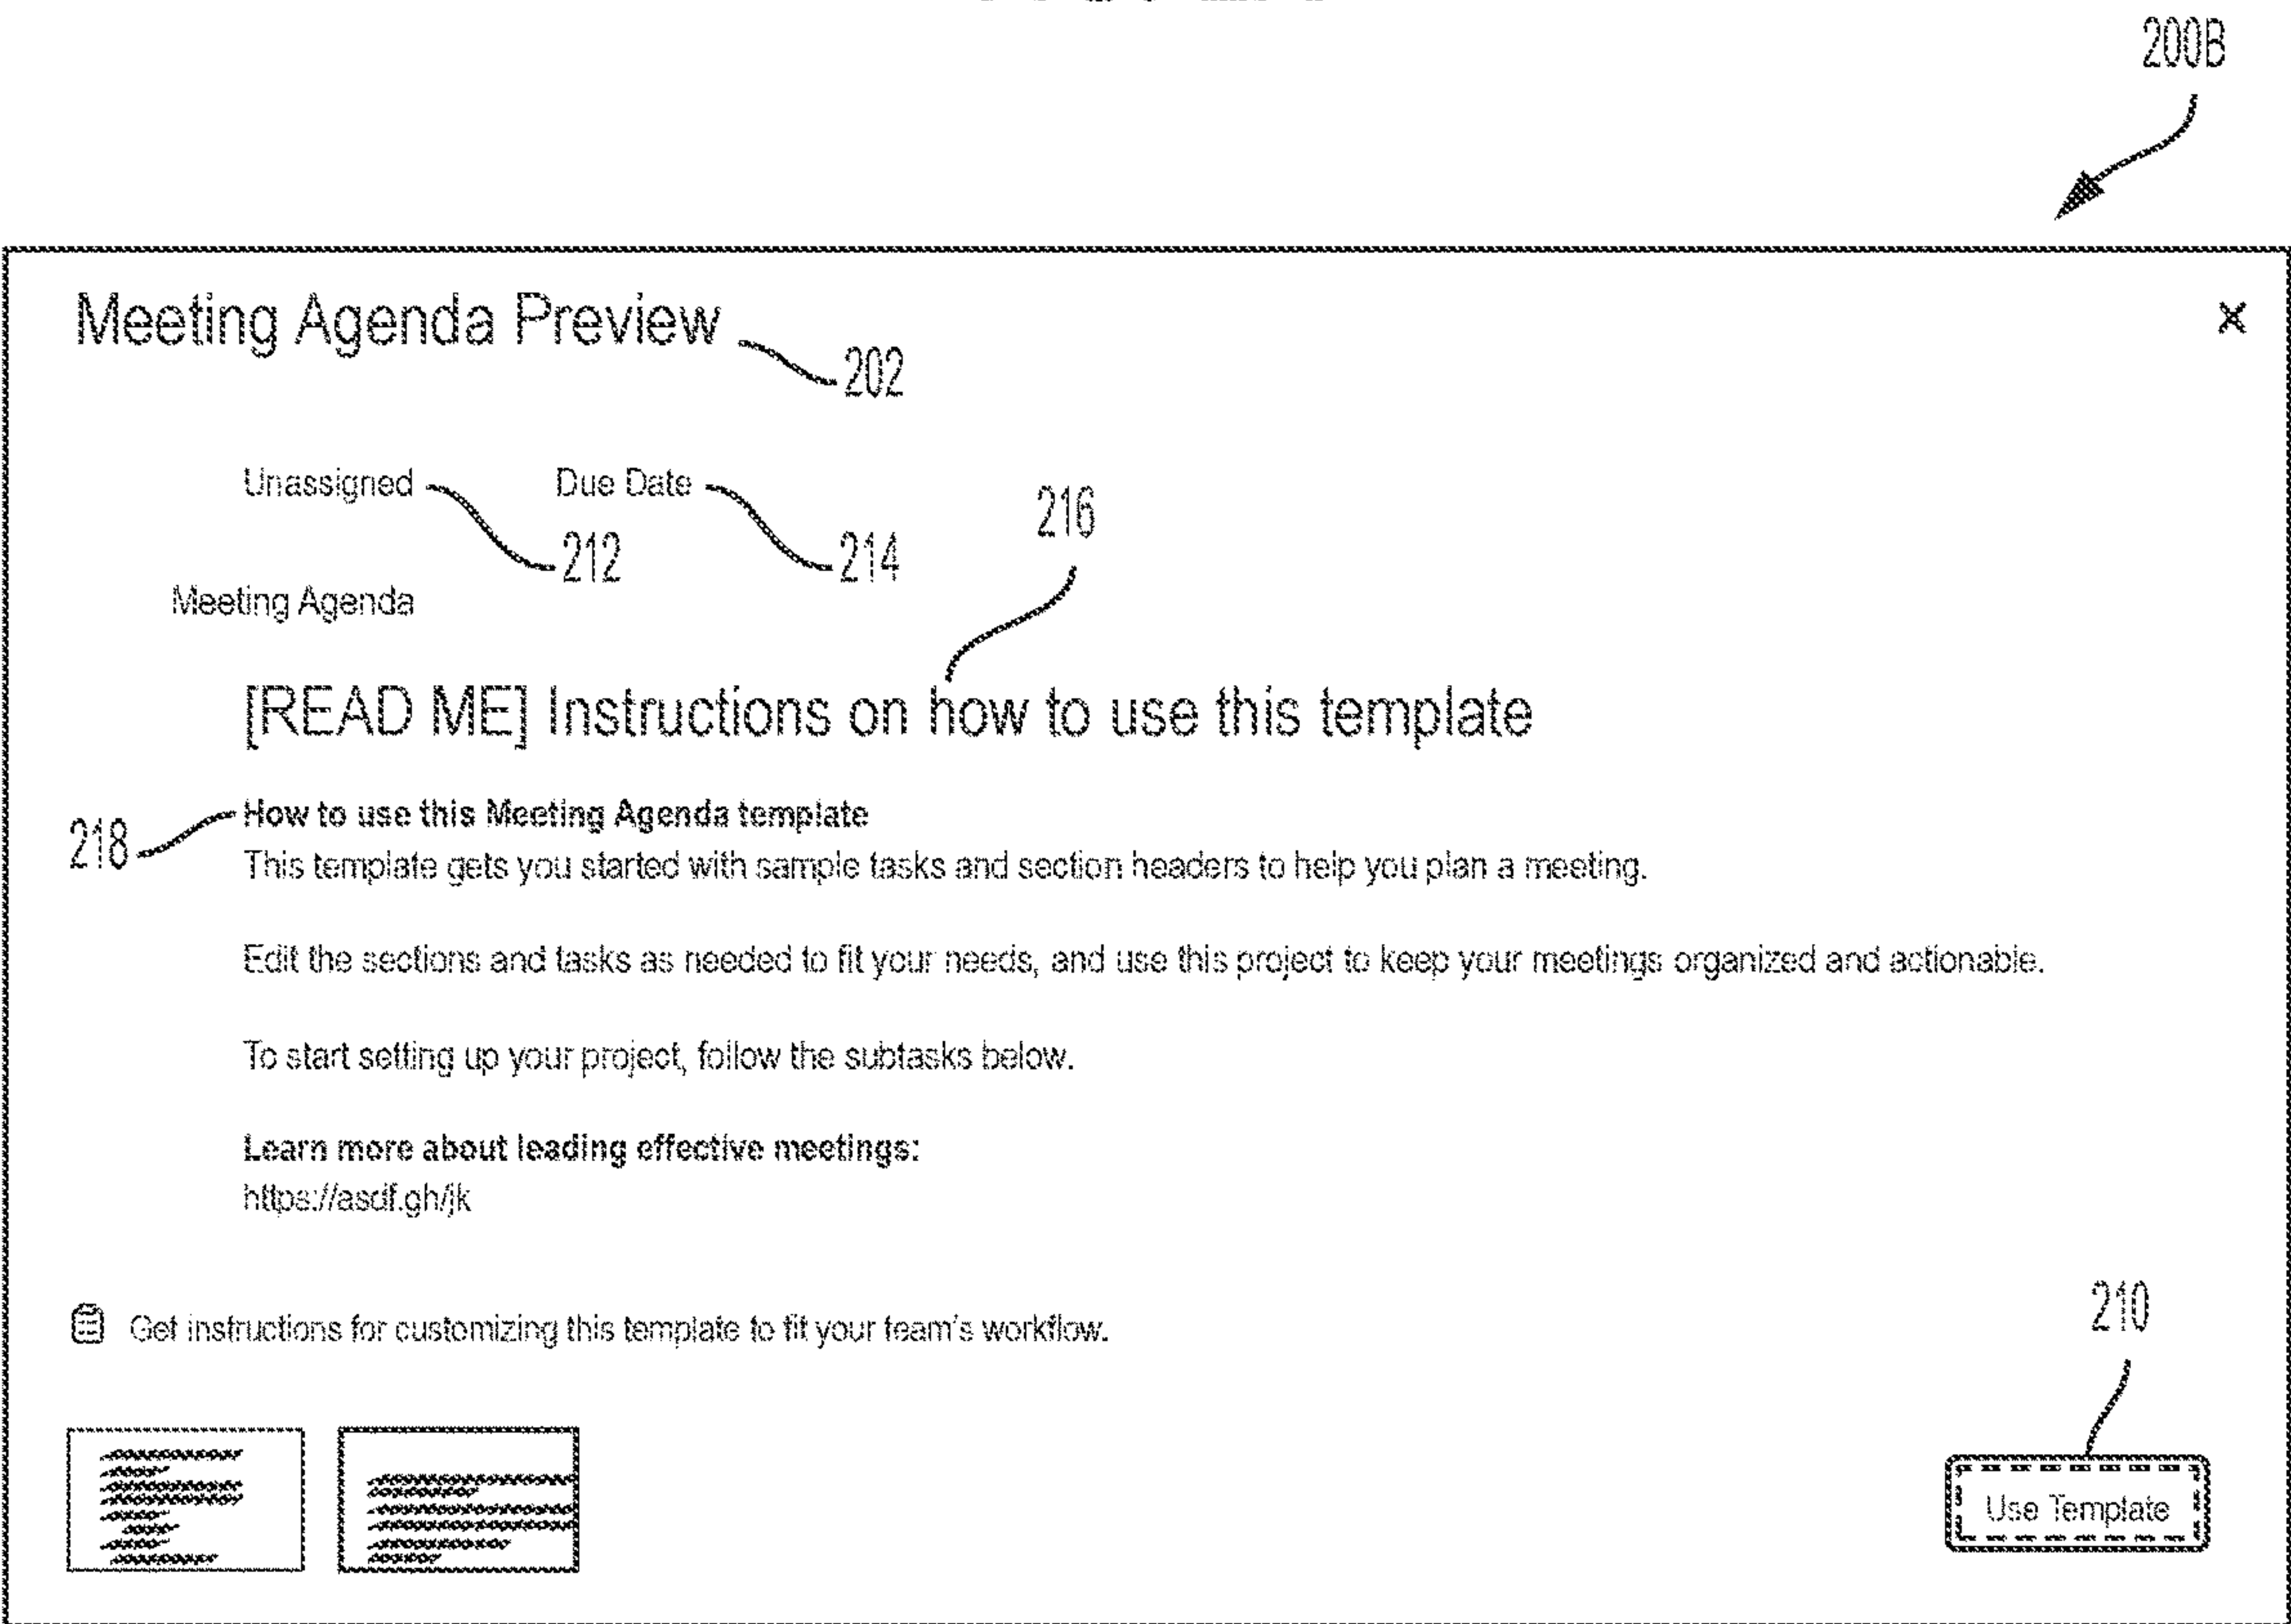 200B
Meeting Agenda Preview
×
202
Unassigned
Due Date
216
212
214
Meeting Agenda
[READ ME] Instructions on how to use this template
218
How to use this Meeting Agenda template
This template gets you started with sample tasks and section headers to help you plan a meeting.
Edit the sections and tasks as needed to fit your needs, and use this project to keep your meetings organized and actionable.
To start setting up your project, follow the subtasks below.
Learn more about leading effective meetings:
https://asdf.gh/jk
210
Get instructions for customizing this template to fit your team's workflow.
Use Template